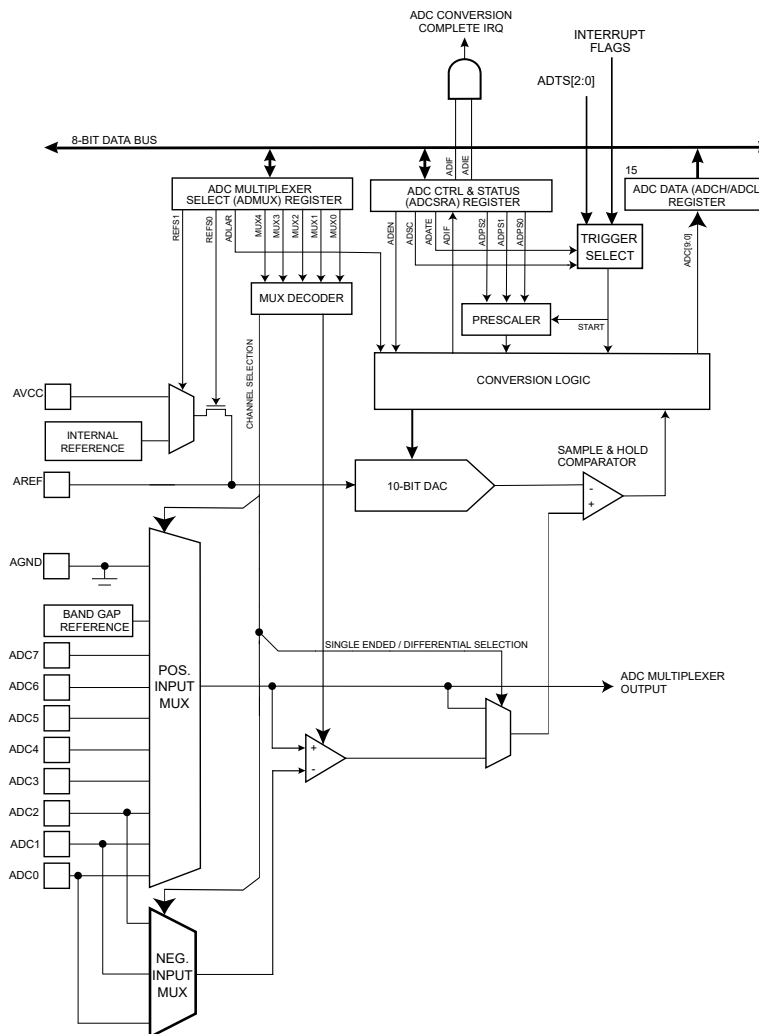 ADC CONVERSION
COMPLETE IRQ
INTERRUPT
FLAGS
ADTS[2:0]
8-BIT DATA BUS
ADIF
ADIE
15
ADC MULTIPLEXER
SELECT (ADMUX) REGISTER
ADC CTRL & STATUS
(ADCSRA) REGISTER
ADC DATA (ADCH/ADCL)
REGISTER
REFS1
REFS0
ADLAR
MUX4
MUX3
MUX2
MUX1
MUX0
ADEN
ADSC
ADATE
ADIF
ADPS2
ADPS1
ADPS0
TRIGGER
SELECT
ADC[9:0]
MUX DECODER
PRESCALER
START
CHANNEL SELECTION
CONVERSION LOGIC
AVCC
INTERNAL
REFERENCE
SAMPLE & HOLD
COMPARATOR
AREF
10-BIT DAC
-
+
AGND
BAND GAP
REFERENCE
SINGLE ENDED / DIFFERENTIAL SELECTION
ADC7
ADC6
ADC5
ADC4
ADC3
ADC2
ADC1
ADC0
POS.
INPUT
MUX
ADC MULTIPLEXER
OUTPUT
+
-
NEG.
INPUT
MUX